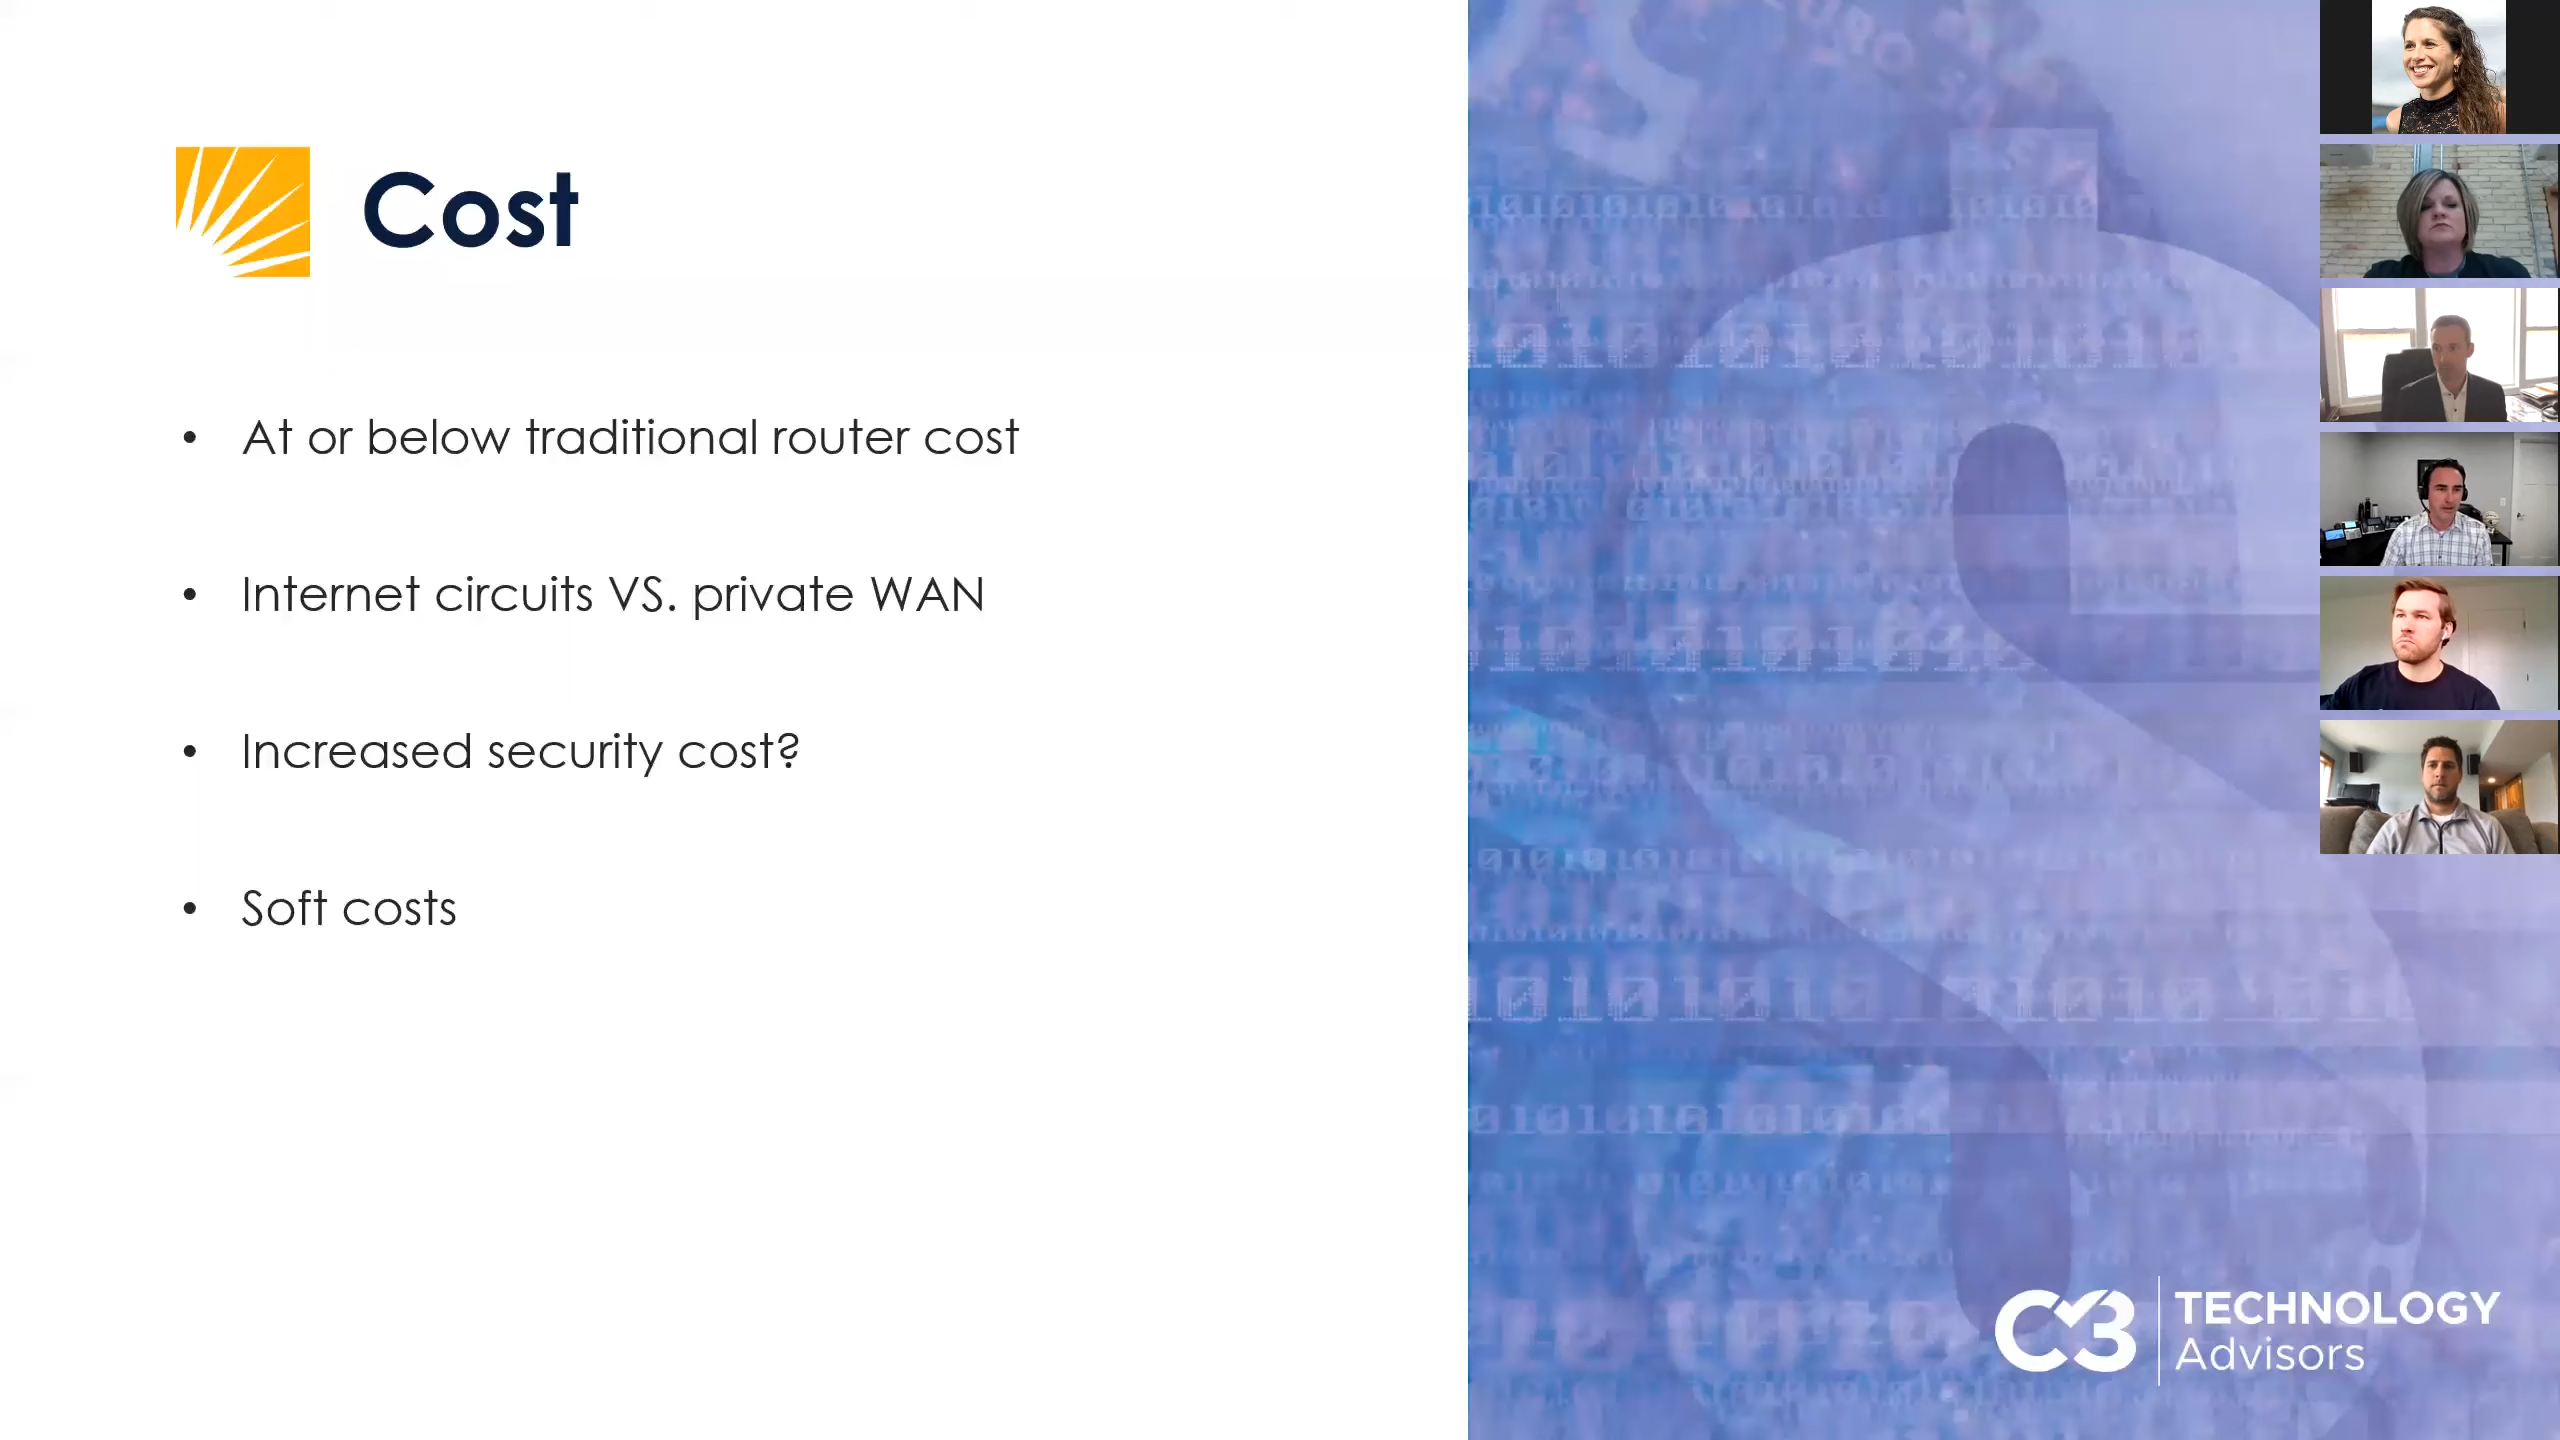 Cost
• At or below traditional router cost
• Internet circuits VS. private WAN
• Increased security cost?
• Soft costs
C3 TECHNOLOGY
Advisors